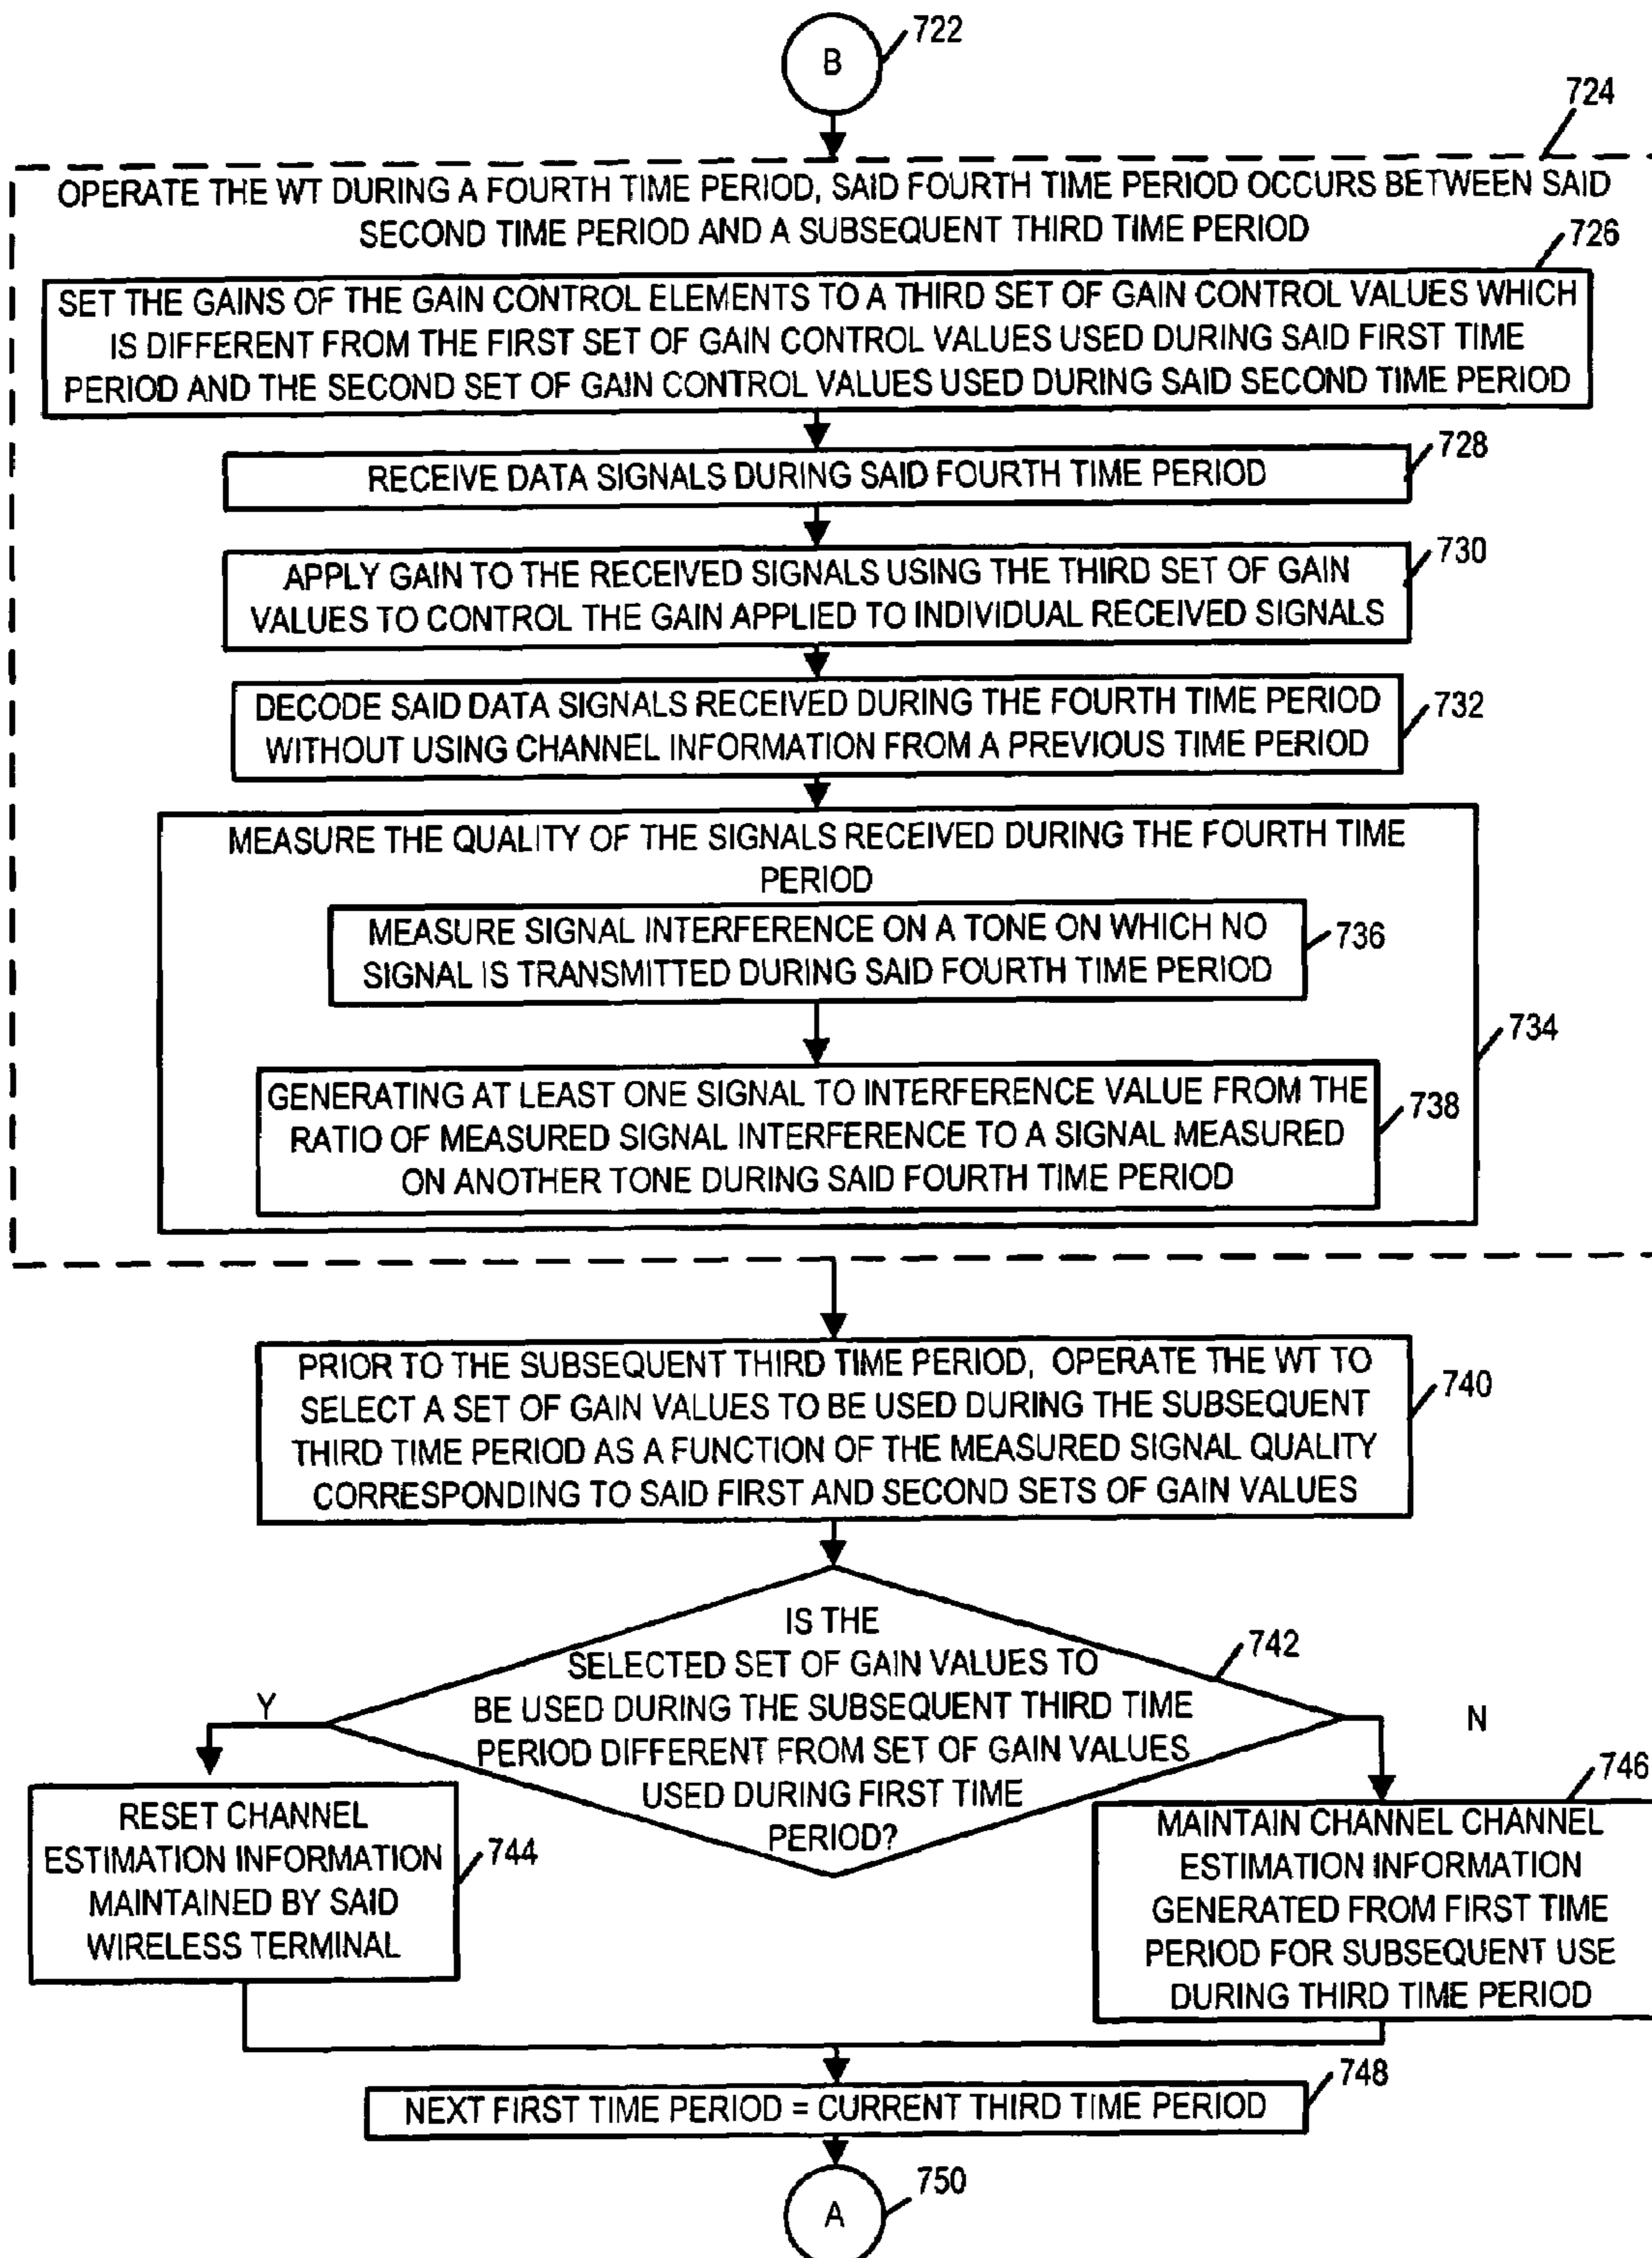 B
722
724
OPERATE THE WT DURING A FOURTH TIME PERIOD, SAID FOURTH TIME PERIOD OCCURS BETWEEN SAID
SECOND TIME PERIOD AND A SUBSEQUENT THIRD TIME PERIOD
726
SET THE GAINS OF THE GAIN CONTROL ELEMENTS TO A THIRD SET OF GAIN CONTROL VALUES WHICH
IS DIFFERENT FROM THE FIRST SET OF GAIN CONTROL VALUES USED DURING SAID FIRST TIME
PERIOD AND THE SECOND SET OF GAIN CONTROL VALUES USED DURING SAID SECOND TIME PERIOD
728
RECEIVE DATA SIGNALS DURING SAID FOURTH TIME PERIOD
730
APPLY GAIN TO THE RECEIVED SIGNALS USING THE THIRD SET OF GAIN
VALUES TO CONTROL THE GAIN APPLIED TO INDIVIDUAL RECEIVED SIGNALS
DECODE SAID DATA SIGNALS RECEIVED DURING THE FOURTH TIME PERIOD
WITHOUT USING CHANNEL INFORMATION FROM A PREVIOUS TIME PERIOD
732
MEASURE THE QUALITY OF THE SIGNALS RECEIVED DURING THE FOURTH TIME
PERIOD
MEASURE SIGNAL INTERFERENCE ON A TONE ON WHICH NO
SIGNAL IS TRANSMITTED DURING SAID FOURTH TIME PERIOD
736
734
GENERATING AT LEAST ONE SIGNAL TO INTERFERENCE VALUE FROM THE
RATIO OF MEASURED SIGNAL INTERFERENCE TO A SIGNAL MEASURED
ON ANOTHER TONE DURING SAID FOURTH TIME PERIOD
738
PRIOR TO THE SUBSEQUENT THIRD TIME PERIOD, OPERATE THE WT TO
SELECT A SET OF GAIN VALUES TO BE USED DURING THE SUBSEQUENT
THIRD TIME PERIOD AS A FUNCTION OF THE MEASURED SIGNAL QUALITY
CORRESPONDING TO SAID FIRST AND SECOND SETS OF GAIN VALUES
740
IS THE
SELECTED SET OF GAIN VALUES TO
BE USED DURING THE SUBSEQUENT THIRD TIME
PERIOD DIFFERENT FROM SET OF GAIN VALUES
USED DURING FIRST TIME
PERIOD?
742
Y
N
RESET CHANNEL
ESTIMATION INFORMATION
MAINTAINED BY SAID
WIRELESS TERMINAL
744
746
MAINTAIN CHANNEL CHANNEL
ESTIMATION INFORMATION
GENERATED FROM FIRST TIME
PERIOD FOR SUBSEQUENT USE
DURING THIRD TIME PERIOD
748
NEXT FIRST TIME PERIOD = CURRENT THIRD TIME PERIOD
A
750